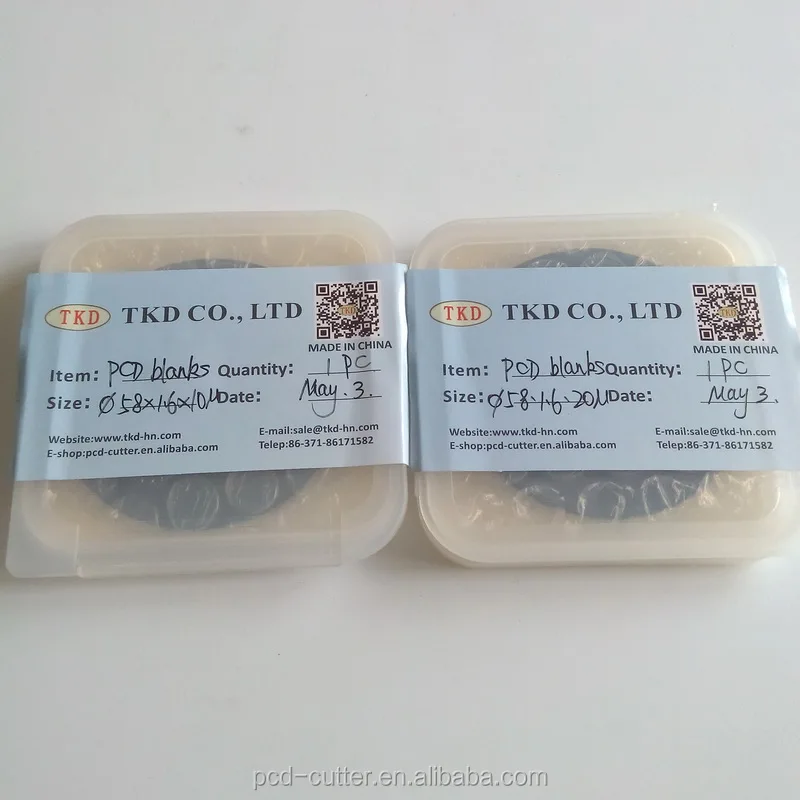 TKD TKD CO., LTD
MADE IN CHINA
Item: PCD blanks Quantity: 1 PC
Size: Ø58×1.6×10μ Date: May. 3.
Website:www.tkd-hn.com E-mail:sale@tkd-hn.com
E-shop:pcd-cutter.en.alibaba.com Telep:86-371-86171582
TKD TKD CO., LTD
MADE IN CHINA
Item: PCD blanks Quantity: 1 PC
Size: Ø58·1.6·20μ Date: May 3.
Website:www.tkd-hn.com E-mail:sale@tkd-hn.com
E-shop:pcd-cutter.en.alibaba.com Telep:86-371-86171582
pcd-cutter.en.alibaba.com